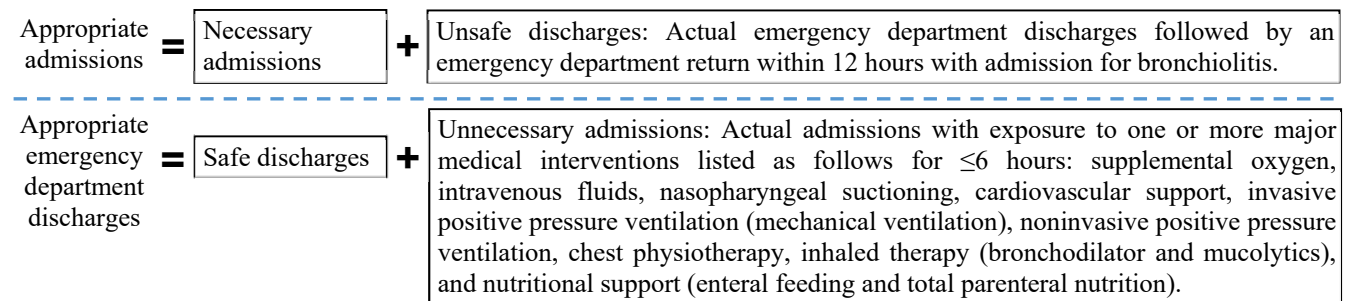 Appropriate
admissions
=
Necessary
admissions
+
Unsafe discharges: Actual emergency department discharges followed by an
emergency department return within 12 hours with admission for bronchiolitis.
Appropriate
emergency
department
discharges
=
Safe discharges
+
Unnecessary admissions: Actual admissions with exposure to one or more major
medical interventions listed as follows for ≤6 hours: supplemental oxygen,
intravenous fluids, nasopharyngeal suctioning, cardiovascular support, invasive
positive pressure ventilation (mechanical ventilation), noninvasive positive pressure
ventilation, chest physiotherapy, inhaled therapy (bronchodilator and mucolytics),
and nutritional support (enteral feeding and total parenteral nutrition).